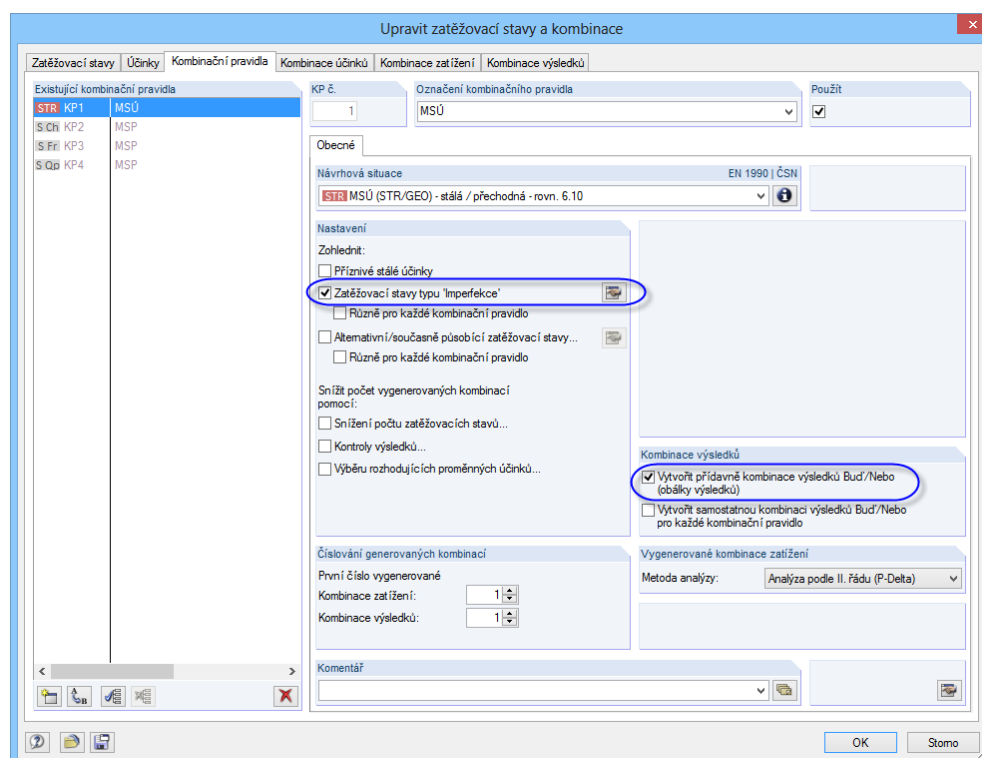 Upravit zatěžovací stavy a kombinace
Zatěžovací stavy Účinky Kombinační pravidla Kombinace účinků Kombinace zatížení Kombinace výsledků
Existující kombinační pravidla
STR KP1 MSÚ
S Ch KP2 MSP
S Fr KP3 MSP
S Qp KP4 MSP
KP č.
1
Označení kombinačního pravidla
MSÚ
Použít
Obecné
Návrhová situace EN 1990 | ČSN
STR MSÚ (STR/GEO) - stálá / přechodná - rovn. 6.10
Nastavení
Zohlednit:
Příznivé stálé účinky
Zatěžovací stavy typu 'Imperfekce'
Různě pro každé kombinační pravidlo
Alternativní/současně působící zatěžovací stavy...
Různě pro každé kombinační pravidlo
Snížit počet vygenerovaných kombinací
pomocí:
Snížení počtu zatěžovacích stavů...
Kontroly výsledků...
Výběru rozhodujících proměnných účinků...
Kombinace výsledků
Vytvořit přídavně kombinace výsledků Buď/Nebo
(obálky výsledků)
Vytvořit samostatnou kombinaci výsledků Buď/Nebo
pro každé kombinační pravidlo
Číslování generovaných kombinací
První číslo vygenerované
Kombinace zatížení: 1
Kombinace výsledků: 1
Vygenerované kombinace zatížení
Metoda analýzy: Analýza podle II. řádu (P-Delta)
Komentář
OK Storno